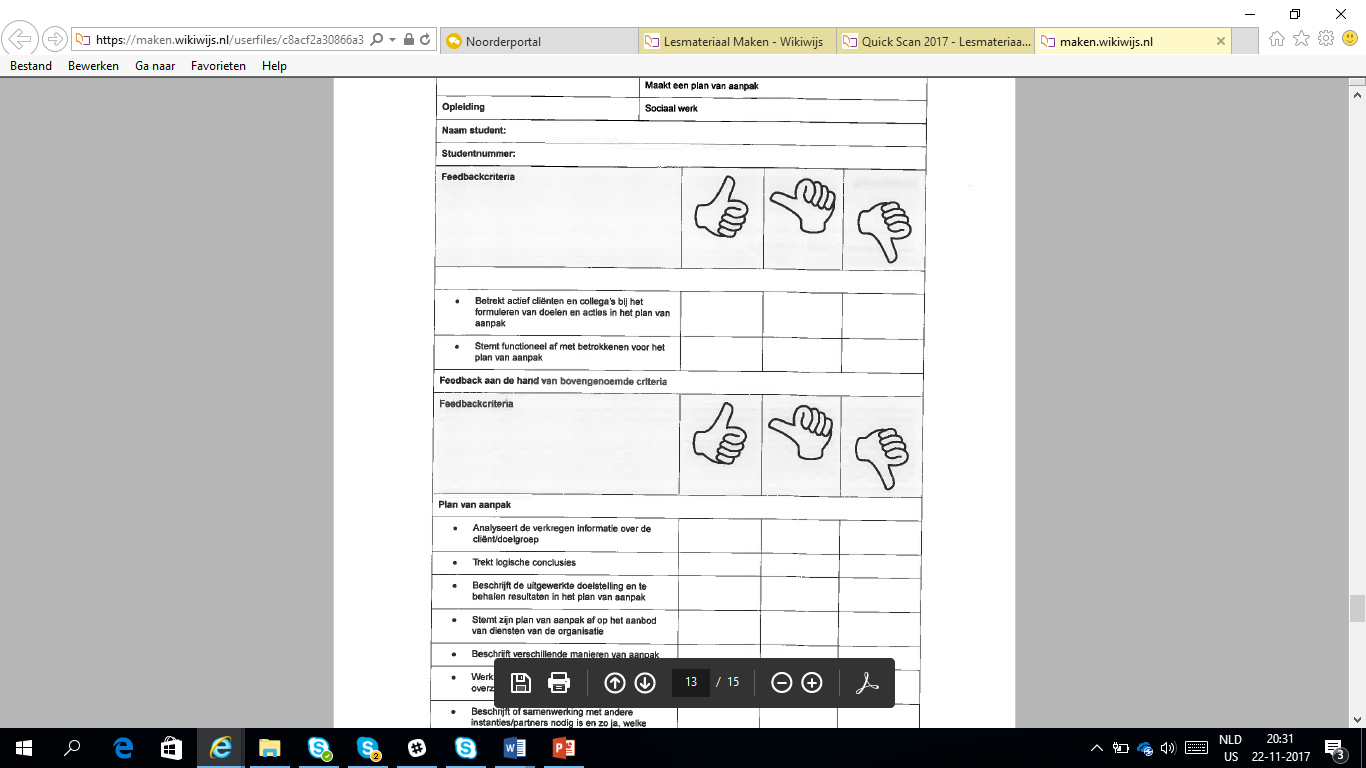 https://maken.wikiwijs.nl/userfiles/c8acf2a30866a3
Noorderportal
Lesmateriaal Maken - Wikiwijs
Quick Scan 2017 - Lesmateriaa...
maken.wikiwijs.nl
Bestand Bewerken Ga naar Favorieten Help
Maakt een plan van aanpak
Opleiding Sociaal werk
Naam student:
Studentnummer:
Feedbackcriteria
• Betrekt actief cliënten en collega's bij het
formuleren van doelen en acties in het plan van
aanpak
• Stemt functioneel af met betrokkenen voor het
plan van aanpak
Feedback aan de hand van bovengenoemde criteria
Feedbackcriteria
Plan van aanpak
• Analyseert de verkregen informatie over de
cliënt/doelgroep
• Trekt logische conclusies
• Beschrijft de uitgewerkte doelstelling en te
behalen resultaten in het plan van aanpak
• Stemt zijn plan van aanpak af op het aanbod
van diensten van de organisatie
• Beschrijft verschillende manieren van aanpak
• Werk
overz
• Beschrijft of samenwerking met andere
instanties/partners nodig is en zo ja, welke
13 / 15
2
NLD 20:31
US 22-11-2017
3